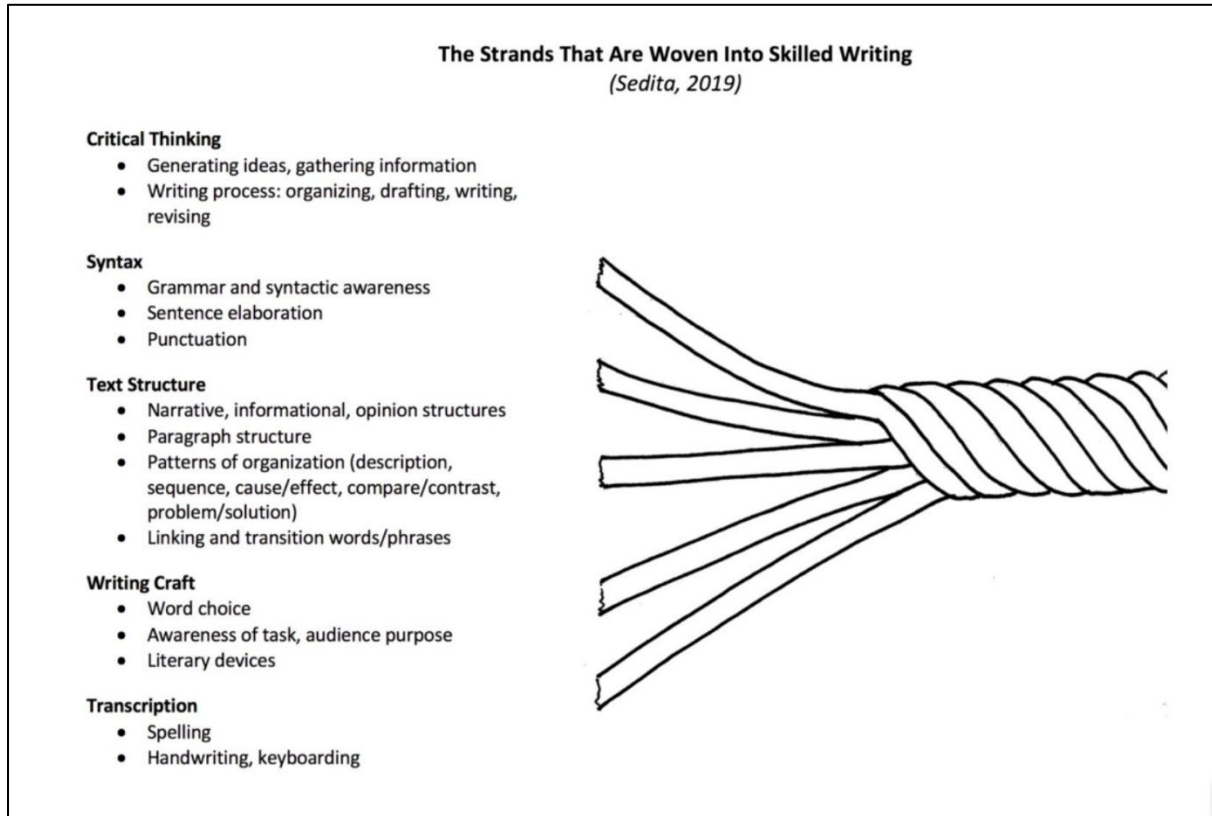 The Strands That Are Woven Into Skilled Writing
(Sedita, 2019)
Critical Thinking
• Generating ideas, gathering information
• Writing process: organizing, drafting, writing,
revising
Syntax
• Grammar and syntactic awareness
• Sentence elaboration
• Punctuation
Text Structure
• Narrative, informational, opinion structures
• Paragraph structure
• Patterns of organization (description,
sequence, cause/effect, compare/contrast,
problem/solution)
• Linking and transition words/phrases
Writing Craft
• Word choice
• Awareness of task, audience purpose
• Literary devices
Transcription
• Spelling
• Handwriting, keyboarding